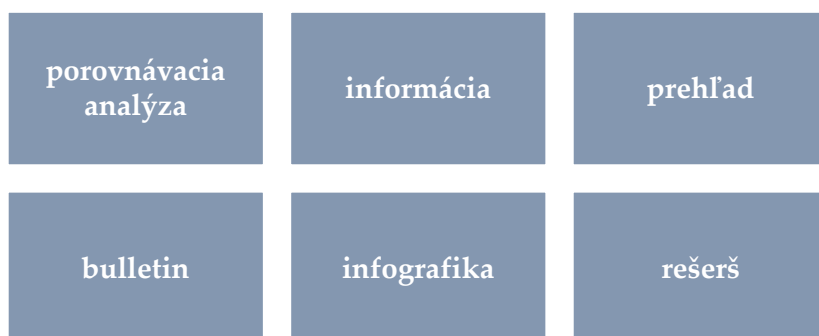 porovnávacia
analýza
informácia
prehľad
bulletin
infografika
rešerš